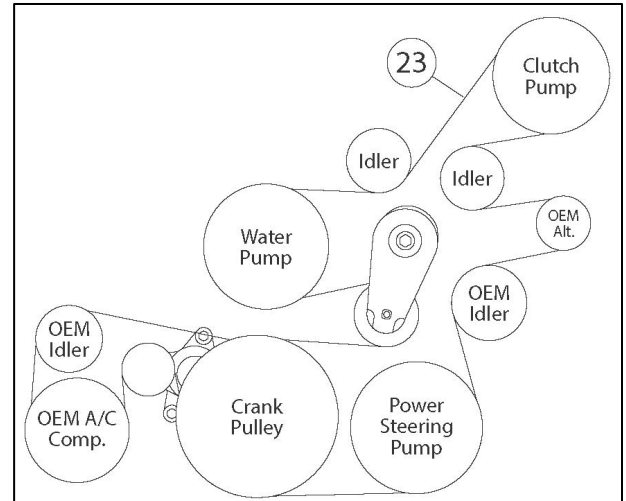 23
Clutch
Pump
Idler
Idler
OEM
Alt.
Water
Pump
OEM
Idler
OEM
Idler
OEM A/C
Comp.
Crank
Pulley
Power
Steering
Pump